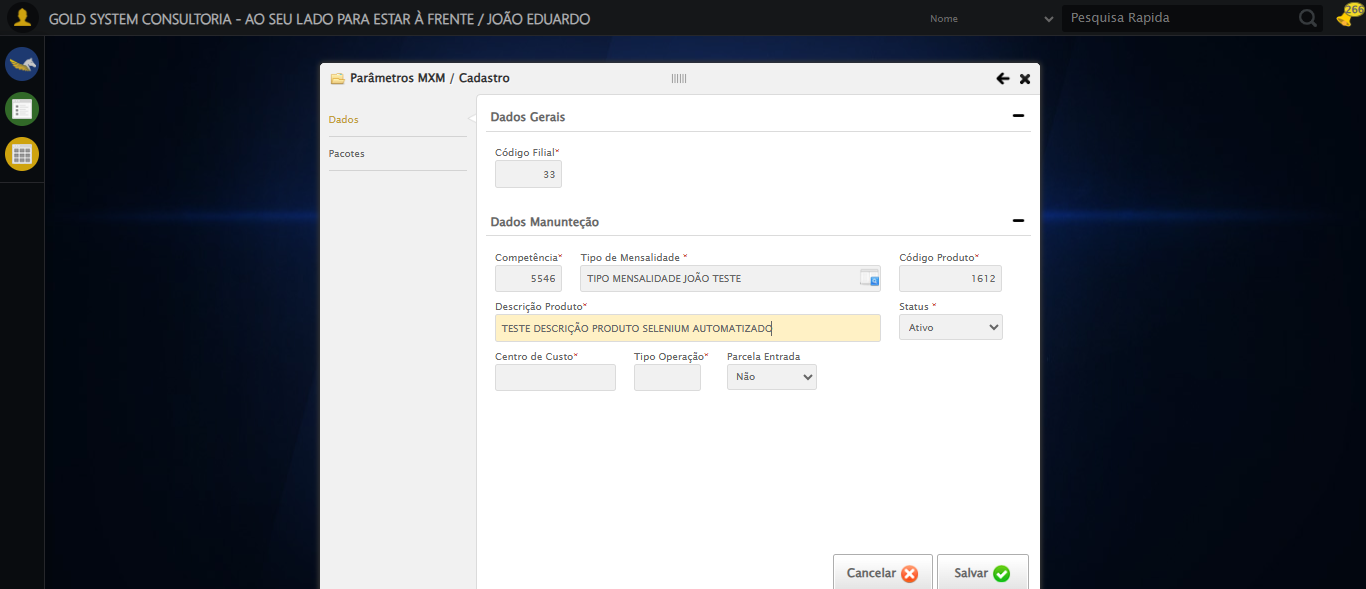 GOLD SYSTEM CONSULTORIA - AO SEU LADO PARA ESTAR À FRENTE / JOÃO EDUARDO
Nome
Pesquisa Rapida
266
Parâmetros MXM / Cadastro
Dados
Pacotes
Dados Gerais
Código Filial*
33
Dados Manunteção
Competência* Tipo de Mensalidade * Código Produto*
5546 TIPO MENSALIDADE JOÃO TESTE 1612
Descrição Produto* Status *
TESTE DESCRIÇÃO PRODUTO SELENIUM AUTOMATIZADO Ativo
Centro de Custo* Tipo Operação* Parcela Entrada
Não
Cancelar Salvar